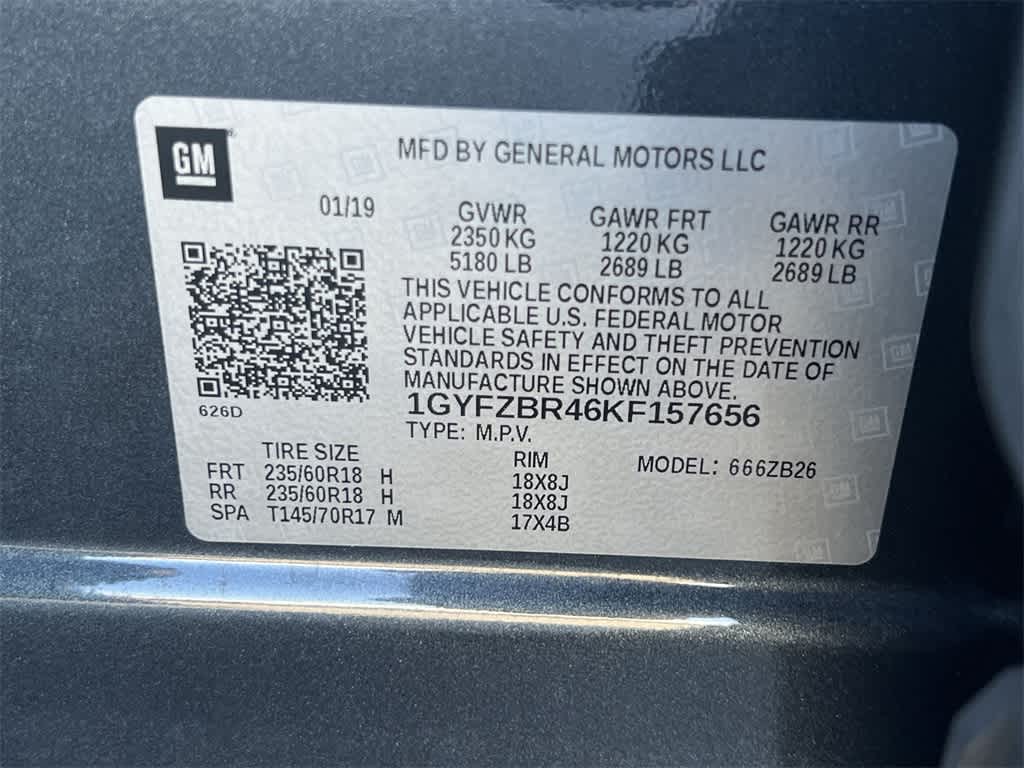 GM
MFD BY GENERAL MOTORS LLC
01/19
GVWR GAWR FRT GAWR RR
2350 KG 1220 KG 1220 KG
5180 LB 2689 LB 2689 LB
THIS VEHICLE CONFORMS TO ALL
APPLICABLE U.S. FEDERAL MOTOR
VEHICLE SAFETY AND THEFT PREVENTION
STANDARDS IN EFFECT ON THE DATE OF
MANUFACTURE SHOWN ABOVE.
626D
1GYFZBR46KF157656
TYPE: M.P.V.
TIRE SIZE RIM MODEL: 666ZB26
FRT 235/60R18 H 18X8J
RR 235/60R18 H 18X8J
SPA T145/70R17 M 17X4B